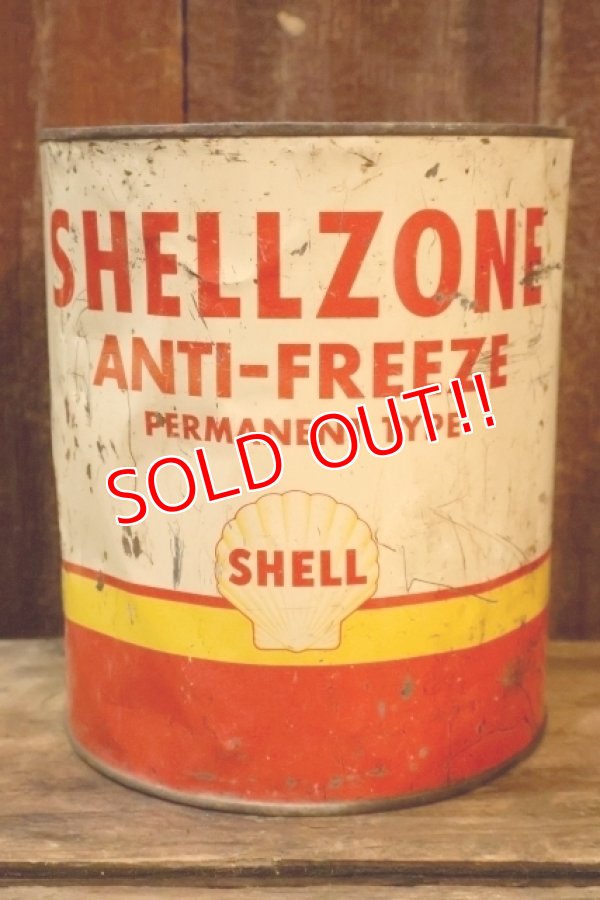 SHELLZONE
ANTI-FREEZE
PERMANENT TYPE
SOLD OUT!!
SHELL